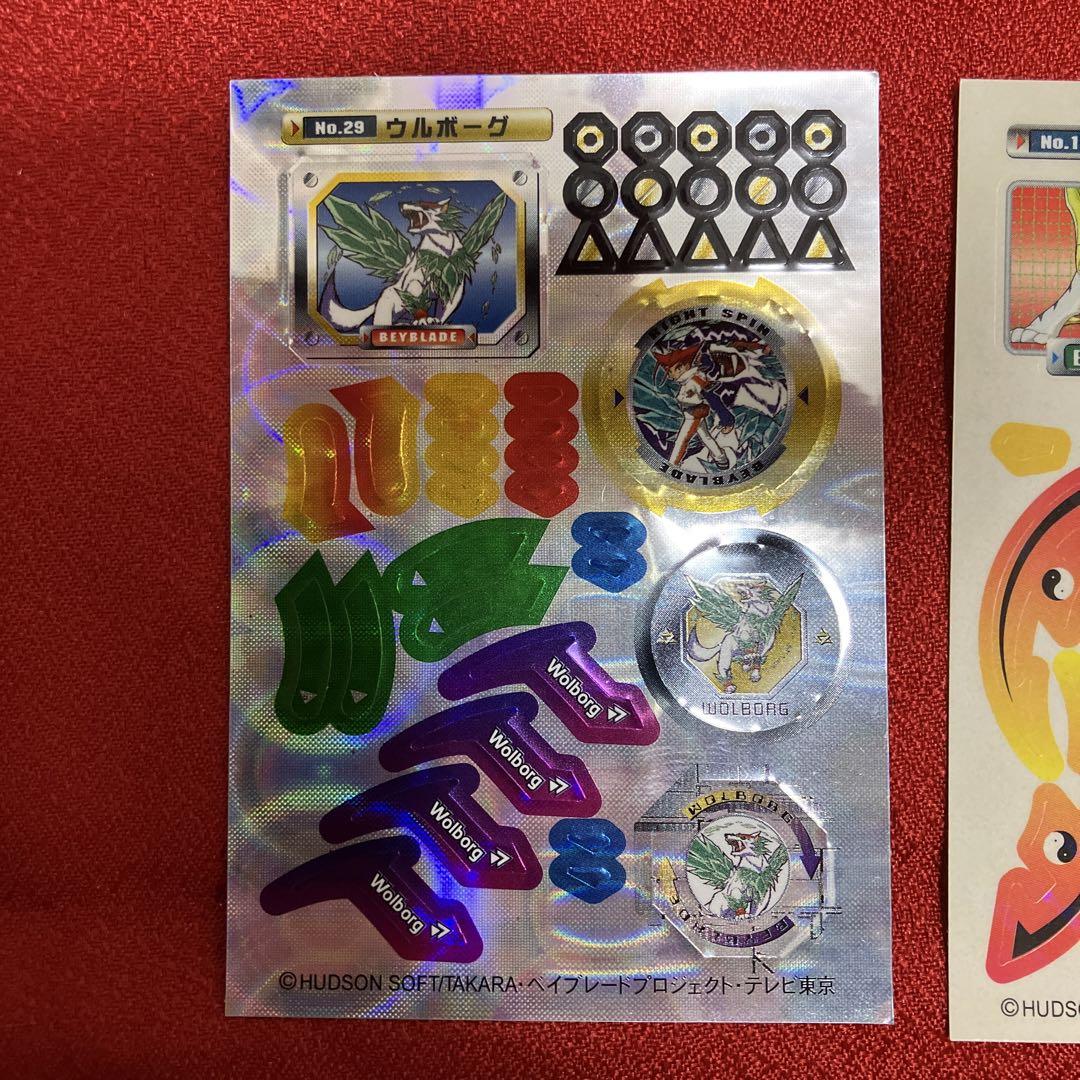 No.29 ウルボーグ
BEYBLADE
RIGHT SPIN
BEYBLADE
WOLBORG
Wolborg
Wolborg
Wolborg
Wolborg
WOLBORG
BEYBLADE
©HUDSON SOFT/TAKARA・ベイブレードプロジェクト・テレビ東京
No.1
©HUDS